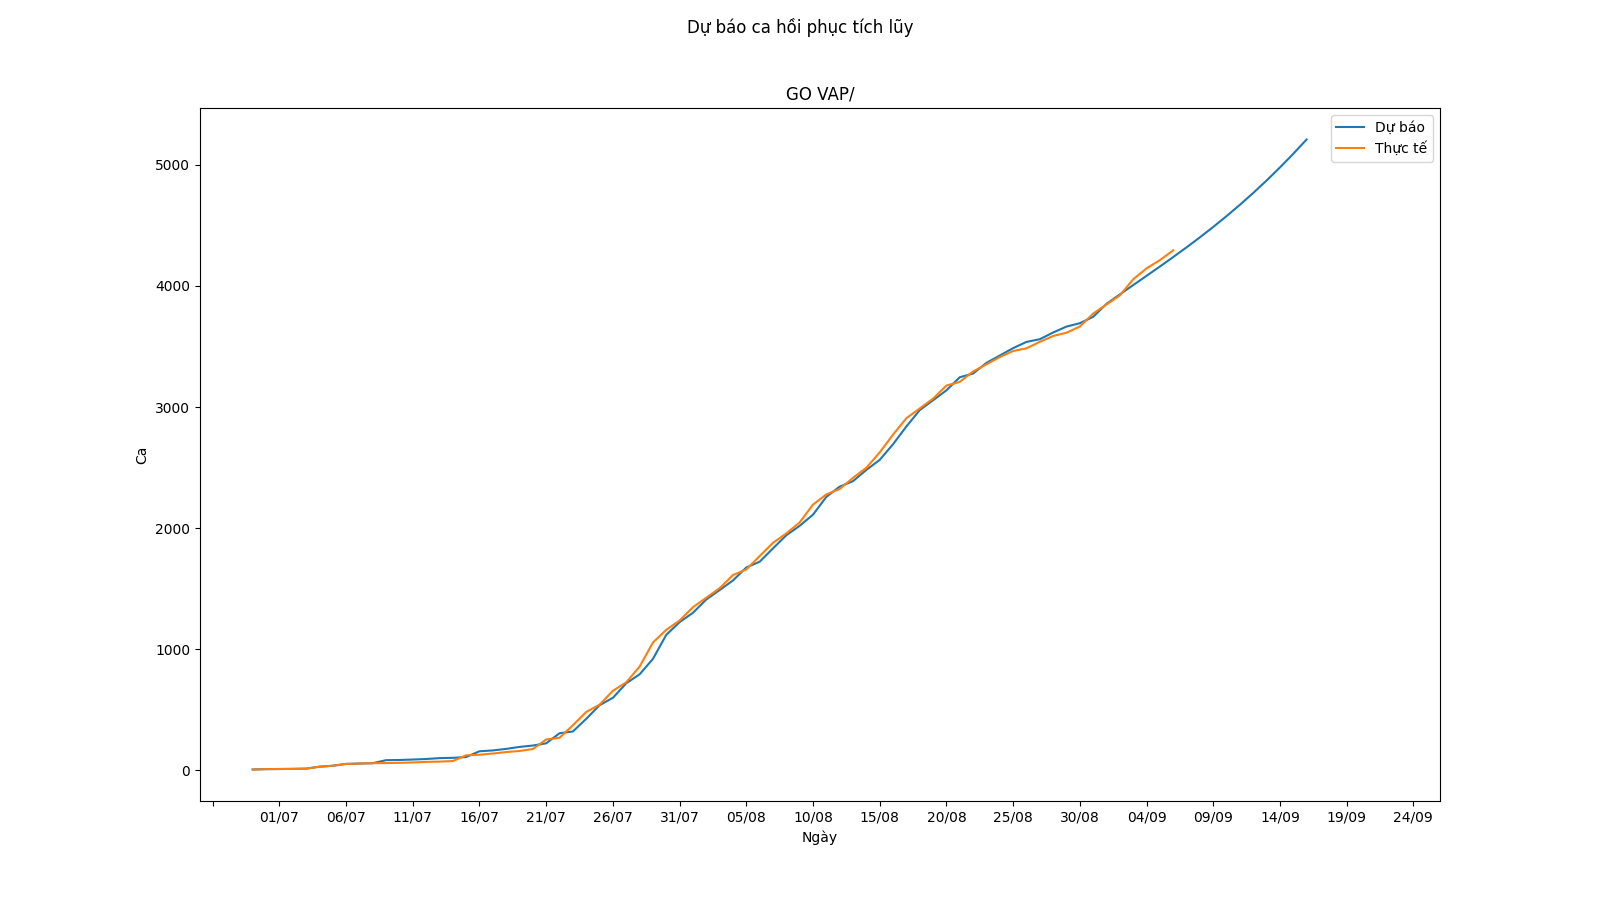 Dự báo ca hồi phục tích lũy
GO VAP/
Dự báo
Thực tế
5000
4000
3000
2000
1000
0
Ca
01/07 06/07 11/07 16/07 21/07 26/07 31/07 05/08 10/08 15/08 20/08 25/08 30/08 04/09 09/09 14/09 19/09 24/09
Ngày